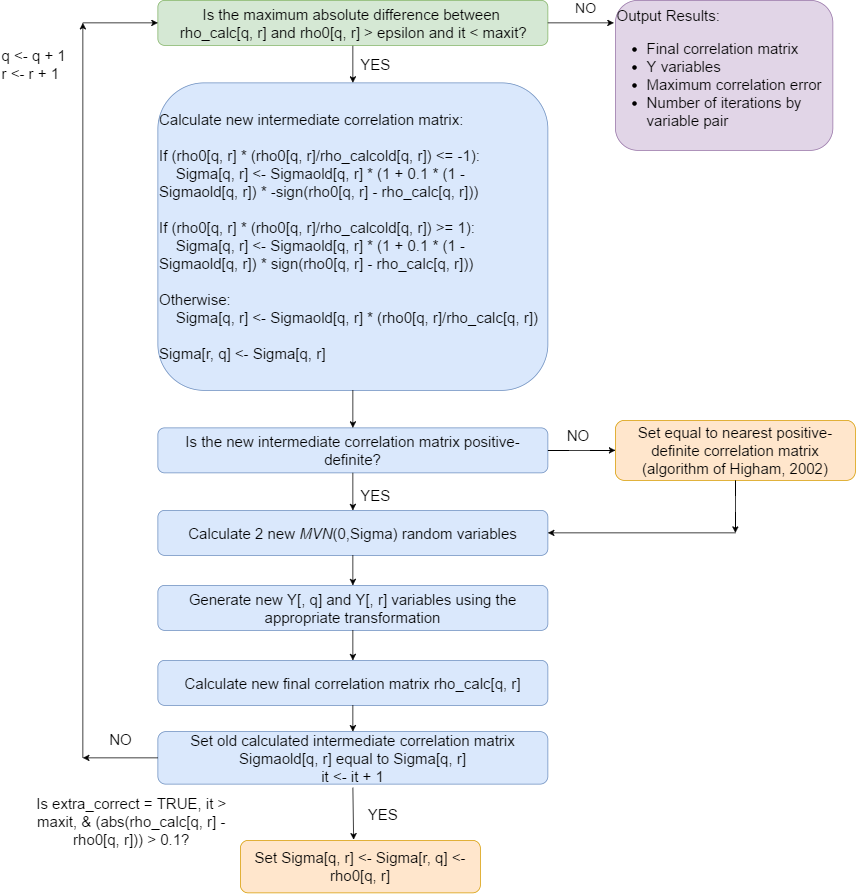 Is the maximum absolute difference between
rho_calc[q, r] and rho0[q, r] > epsilon and it < maxit?
NO
Output Results:
• Final correlation matrix
• Y variables
• Maximum correlation error
• Number of iterations by
variable pair
q <- q + 1
r <- r + 1
YES
Calculate new intermediate correlation matrix:
If (rho0[q, r] * (rho0[q, r]/rho_calcold[q, r]) <= -1):
Sigma[q, r] <- Sigmaold[q, r] * (1 + 0.1 * (1 -
Sigmaold[q, r]) * -sign(rho0[q, r] - rho_calc[q, r]))
If (rho0[q, r] * (rho0[q, r]/rho_calcold[q, r]) >= 1):
Sigma[q, r] <- Sigmaold[q, r] * (1 + 0.1 * (1 -
Sigmaold[q, r]) * sign(rho0[q, r] - rho_calc[q, r]))
Otherwise:
Sigma[q, r] <- Sigmaold[q, r] * (rho0[q, r]/rho_calc[q, r])
Sigma[r, q] <- Sigma[q, r]
Is the new intermediate correlation matrix positive-
definite?
NO
Set equal to nearest positive-
definite correlation matrix
(algorithm of Higham, 2002)
YES
Calculate 2 new MVN(0,Sigma) random variables
Generate new Y[, q] and Y[, r] variables using the
appropriate transformation
Calculate new final correlation matrix rho_calc[q, r]
Set old calculated intermediate correlation matrix
Sigmaold[q, r] equal to Sigma[q, r]
it <- it + 1
NO
Is extra_correct = TRUE, it >
maxit, & (abs(rho_calc[q, r] -
rho0[q, r])) > 0.1?
YES
Set Sigma[q, r] <- Sigma[r, q] <-
rho0[q, r]